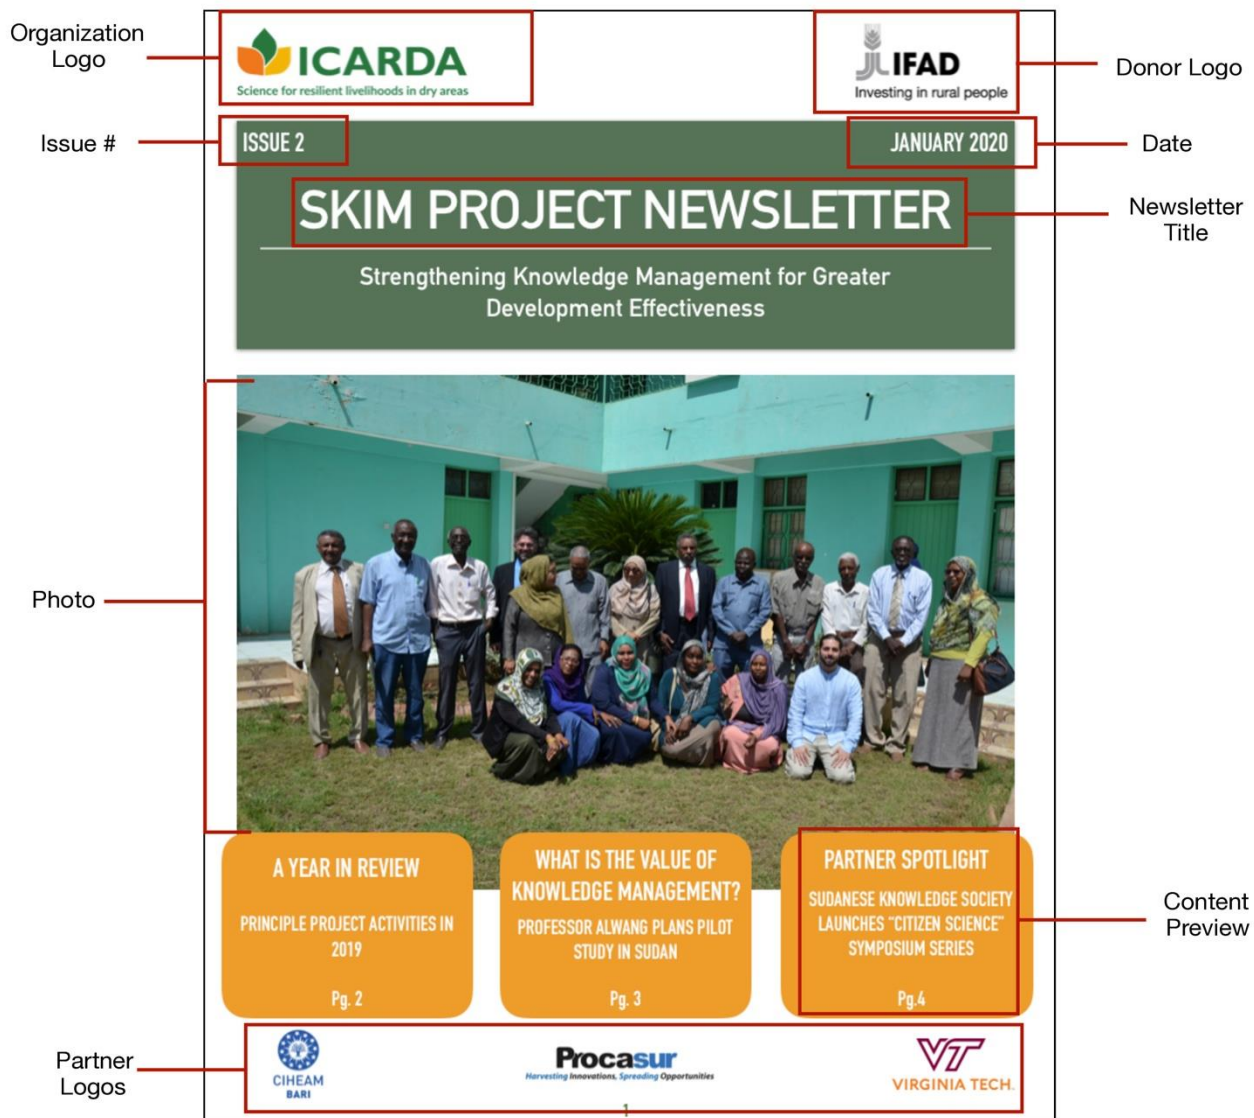 Organization
Logo
ICARDA
Science for resilient livelihoods in dry areas
IFAD
Investing in rural people
Donor Logo
Issue #
ISSUE 2
JANUARY 2020
Date
SKIM PROJECT NEWSLETTER
Newsletter
Title
Strengthening Knowledge Management for Greater
Development Effectiveness
Photo
A YEAR IN REVIEW
PRINCIPLE PROJECT ACTIVITIES IN
2019
Pg. 2
WHAT IS THE VALUE OF
KNOWLEDGE MANAGEMENT?
PROFESSOR ALWANG PLANS PILOT
STUDY IN SUDAN
Pg. 3
PARTNER SPOTLIGHT
SUDANESE KNOWLEDGE SOCIETY
LAUNCHES “CITIZEN SCIENCE”
SYMPOSIUM SERIES
Pg.4
Content
Preview
Partner
Logos
CIHEAM
BARI
Procasur
Harvesting Innovations, Spreading Opportunities
VT
VIRGINIA TECH.
1